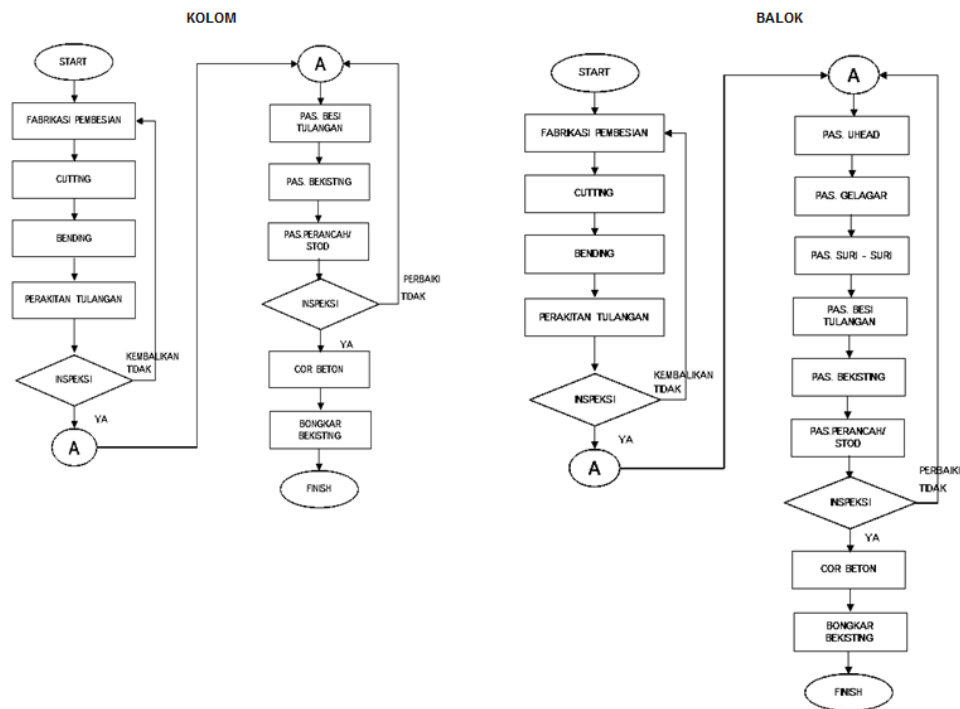 KOLOM
START
FABRIKASI PEMBESIAN
CUTTING
BENDING
PERAKITAN TULANGAN
KEMBALIKAN
TIDAK
INSPEKSI
YA
A
A
PAS. BESI
TULANGAN
PAS. BEKISTING
PAS.PERANCAH/
STOD
PERBAIKI
TIDAK
INSPEKSI
YA
COR BETON
BONGKAR
BEKISTING
FINISH
BALOK
START
FABRIKASI PEMBESIAN
CUTTING
BENDING
PERAKITAN TULANGAN
KEMBALIKAN
TIDAK
INSPEKSI
YA
A
A
PAS. UHEAD
PAS. GELAGAR
PAS. SURI - SURI
PAS. BESI
TULANGAN
PAS. BEKISTING
PAS.PERANCAH/
STOD
PERBAIKI
TIDAK
INSPEKSI
YA
COR BETON
BONGKAR
BEKISTING
FINISH